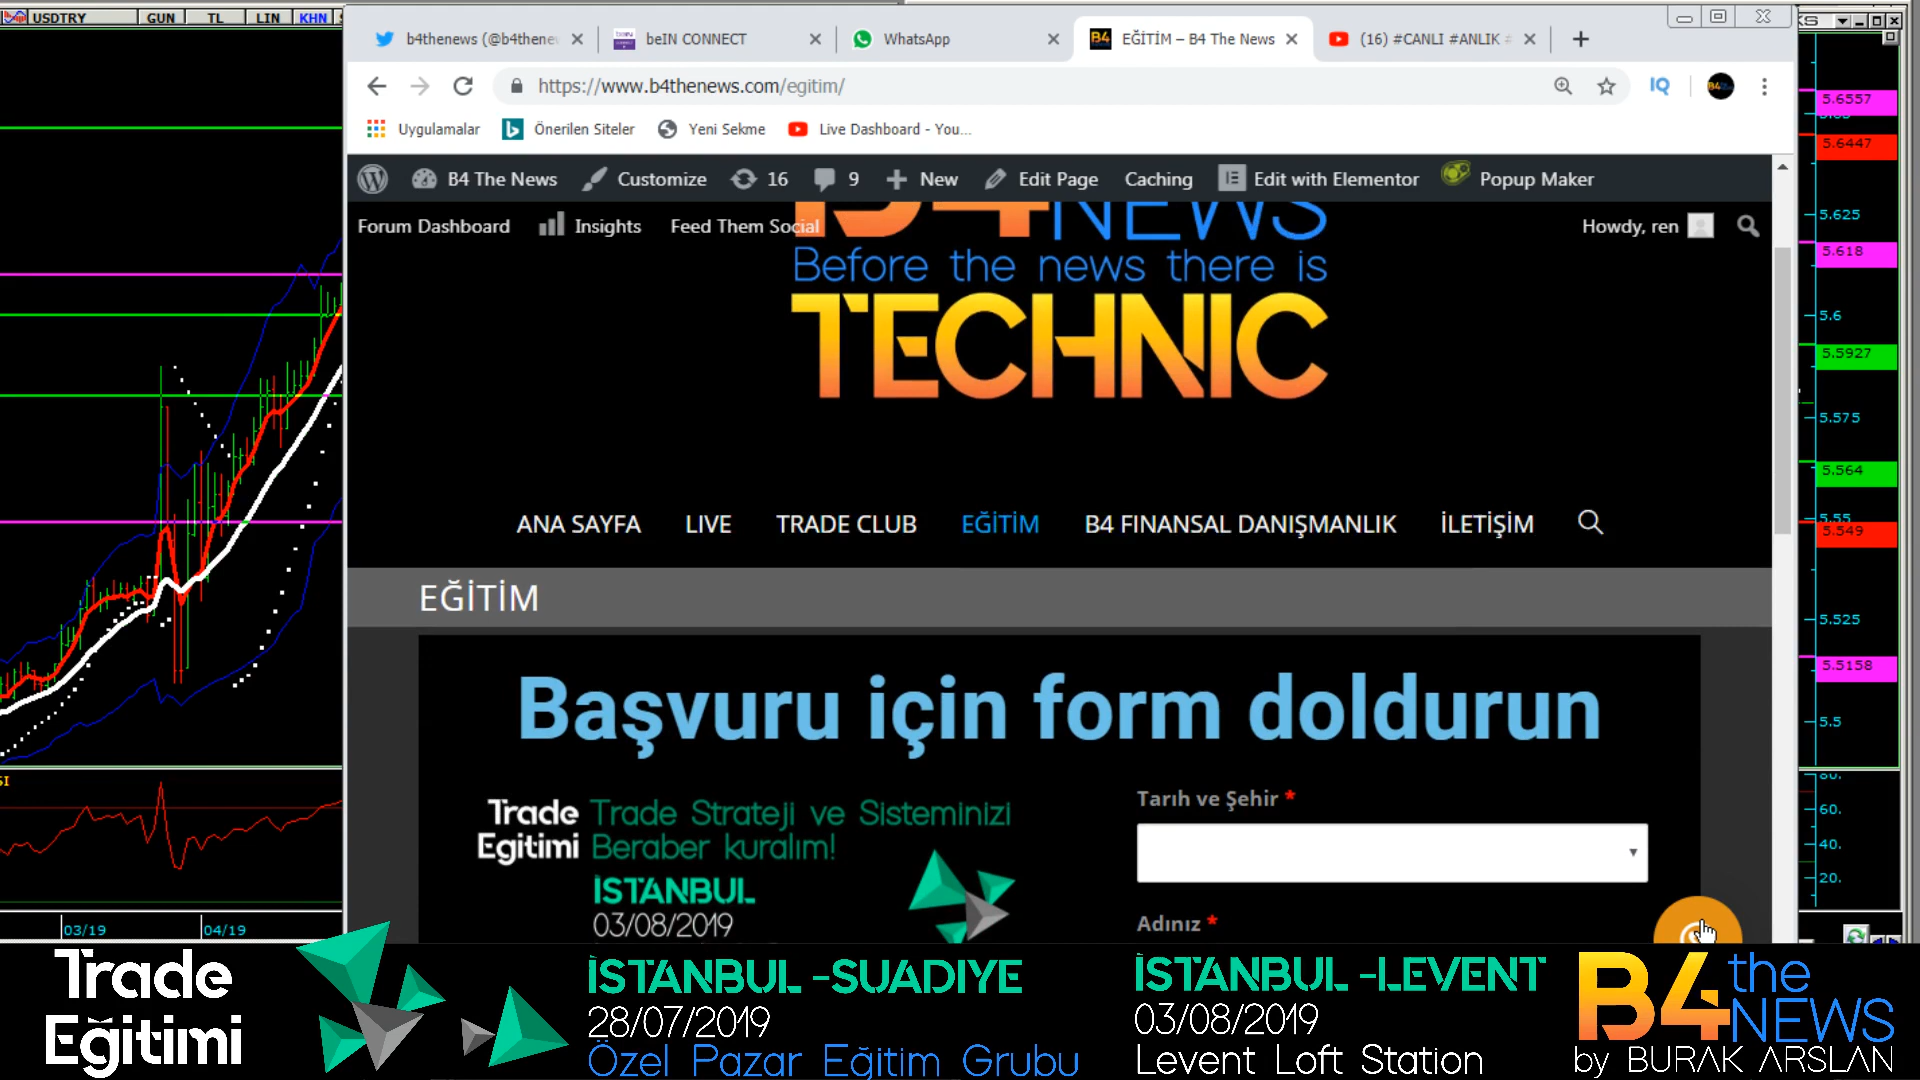 USDTRY GUN TL LIN KHN
b4thenews (@b4thene
beIN CONNECT
WhatsApp
EĞİTİM – B4 The News
(16) #CANLI #ANLIK #
https://www.b4thenews.com/egitim/
IQ
Uygulamalar
Önerilen Siteler
Yeni Sekme
Live Dashboard - You...
B4 The News
Customize
16
9
New
Edit Page
Caching
Edit with Elementor
Popup Maker
Forum Dashboard
Insights
Feed Them Social
Howdy, ren
B4NEWS
Before the news there is
TECHNIC
ANA SAYFA
LIVE
TRADE CLUB
EĞİTİM
B4 FINANSAL DANIŞMANLIK
İLETİŞİM
EĞİTİM
Başvuru için form doldurun
Trade Egitimi
Trade Strateji ve Sisteminizi
Beraber kuralım!
İSTANBUL
03/08/2019
Tarıh ve Şehir *
Adınız *
5.6557
5.6447
5.625
5.618
5.6
5.5927
5.575
5.564
5.55
5.549
5.525
5.5158
5.5
80.
60.
40.
20.
03/19
04/19
Trade
Eğitimi
İSTANBUL -SUADIYE
28/07/2019
Özel Pazar Eğitim Grubu
İSTANBUL -LEVENT
03/08/2019
Levent Loft Station
B4 the
NEWS
by BURAK ARSLAN